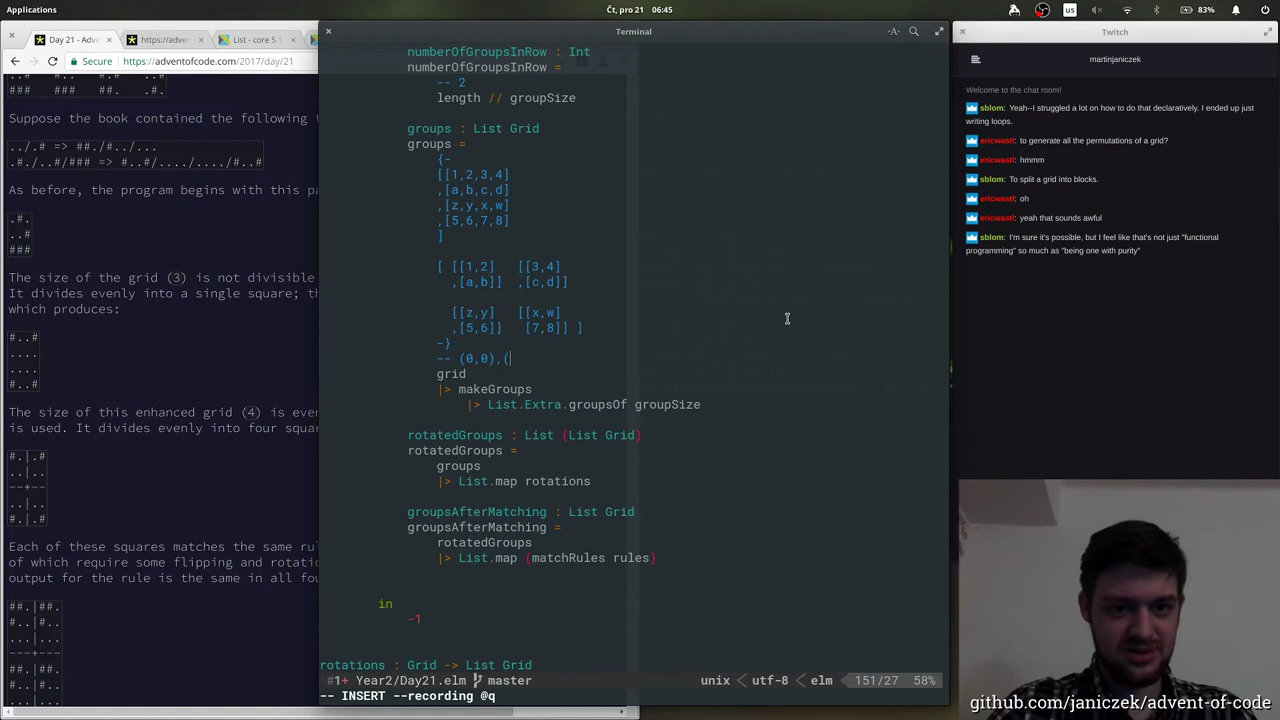 Applications
Čt, pro 21 06:45
us
83%
Day 21 - Adve
https://adven
List - core 5.1
Secure https://adventofcode.com/2017/day/21
..# #... #..# ....
### ### ##. .#.
Suppose the book contained the following t
../.# => ##./#../...
.#./..#/### => #..#/..../..../#..#
As before, the program begins with this pa
.#.
..#
###
The size of the grid (3) is not divisible
It divides evenly into a single square; th
which produces:
#..#
....
....
#..#
The size of this enhanced grid (4) is even
is used. It divides evenly into four squar
#.|.#
..|..
--+--
..|..
#.|.#
Each of these squares matches the same rul
of which require some flipping and rotatio
output for the rule is the same in all fou
##.|##.
#..|#..
...|...
---+---
##.|##.
#..|#..
Terminal
numberOfGroupsInRow : Int
numberOfGroupsInRow =
-- 2
length // groupSize
groups : List Grid
groups =
{-
[[1,2,3,4]
,[a,b,c,d]
,[z,y,x,w]
,[5,6,7,8]
]
[ [[1,2] [[3,4]
,[a,b]] ,[c,d]]
[[z,y] [[x,w]
,[5,6]] [7,8]] ]
-}
-- (0,0),(
grid
|> makeGroups
|> List.Extra.groupsOf groupSize
rotatedGroups : List (List Grid)
rotatedGroups =
groups
|> List.map rotations
groupsAfterMatching : List Grid
groupsAfterMatching =
rotatedGroups
|> List.map (matchRules rules)
in
-1
rotations : Grid -> List Grid
#1+ Year2/Day21.elm master unix < utf-8 < elm 151/27 58%
-- INSERT --recording @q
Twitch
martinjaniczek
Welcome to the chat room!
sblom: Yeah--I struggled a lot on how to do that declaratively. I ended up just
writing loops.
ericwastl: to generate all the permutations of a grid?
ericwastl: hmmm
sblom: To split a grid into blocks.
ericwastl: oh
ericwastl: yeah that sounds awful
sblom: I'm sure it's possible, but I feel like that's not just "functional
programming" so much as "being one with purity"
github.com/janiczek/advent-of-code